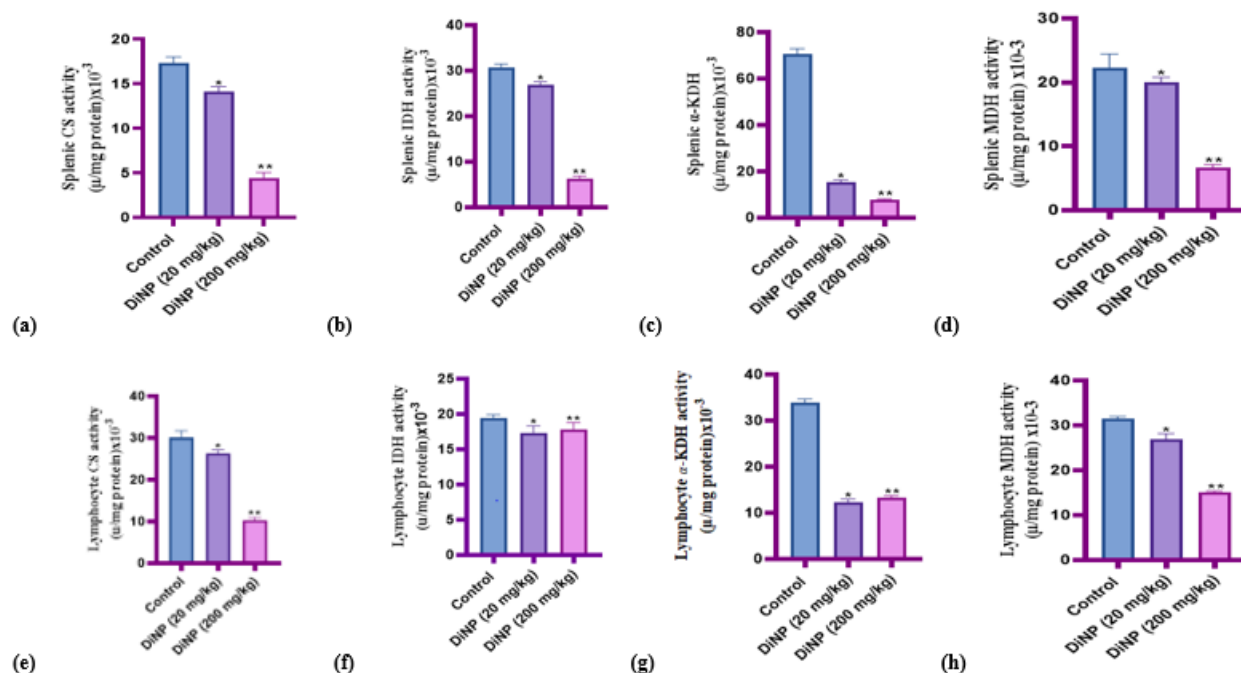 Splenic CS activity
(μ/mg protein)x10⁻³
20
15
10
5
0
*
**
Control
DiNP (20 mg/kg)
DiNP (200 mg/kg)
(a)
Splenic IDH activity
(μ/mg protein)x10⁻³
40
30
20
10
0
*
**
Control
DiNP (20 mg/kg)
DiNP (200 mg/kg)
(b)
Splenic α-KDH
(μ/mg protein)x10⁻³
80
60
40
20
0
*
**
Control
DiNP (20 mg/kg)
DiNP (200 mg/kg)
(c)
Splenic MDH activity
(μ/mg protein) x10-3
30
20
10
0
*
**
Control
DiNP (20 mg/kg)
DiNP (200 mg/kg)
(d)
Lymphocyte CS activity
(u/mg protein)x10⁻³
40
30
20
10
0
*
**
Control
DiNP (20 mg/kg)
DiNP (200 mg/kg)
(e)
Lymphocyte IDH activity
(u/mg protein)x10⁻³
25
20
15
10
5
0
*
**
Control
DiNP (20 mg/kg)
DiNP (200 mg/kg)
(f)
Lymphocyte α-KDH activity
(μ/mg protein)x10⁻³
40
30
20
10
0
*
**
Control
DiNP (20 mg/kg)
DiNP (200 mg/kg)
(g)
Lymphocyte MDH activity
(μ/mg protein) x10-3
40
30
20
10
0
*
**
Control
DiNP (20 mg/kg)
DiNP (200 mg/kg)
(h)